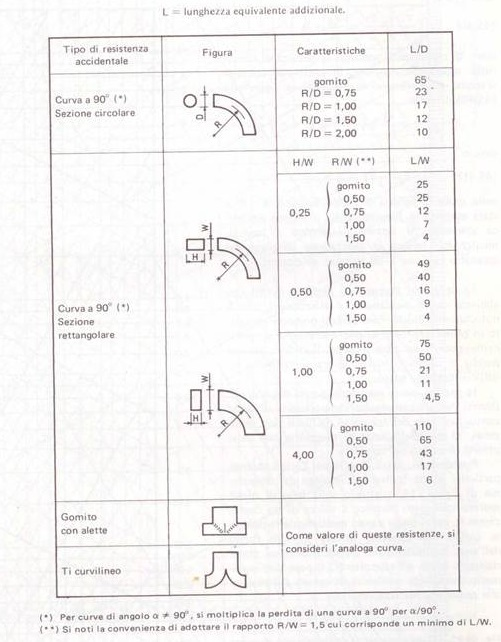 L = lunghezza equivalente addizionale.
Tipo di resistenza accidentale Figura Caratteristiche L/D
Curva a 90° (*)
Sezione circolare
D
R
gomito 65
R/D = 0,75 23
R/D = 1,00 17
R/D = 1,50 12
R/D = 2,00 10
H/W R/W (**) L/W
Curva a 90° (*)
Sezione
rettangolare
W
H
R
W
H
R
gomito 25
0,50 25
0,25 0,75 12
1,00 7
1,50 4
gomito 49
0,50 40
0,50 0,75 16
1,00 9
1,50 4
gomito 75
0,50 50
1,00 0,75 21
1,00 11
1,50 4,5
gomito 110
0,50 65
4,00 0,75 43
1,00 17
1,50 6
Gomito
con alette
Ti curvilineo
Come valore di queste resistenze, si
consideri l'analoga curva.
(*) Per curve di angolo α ≠ 90°, si moltiplica la perdita di una curva a 90° per α/90°.
(**) Si noti la convenienza di adottare il rapporto R/W = 1,5 cui corrisponde un minimo di L/W.